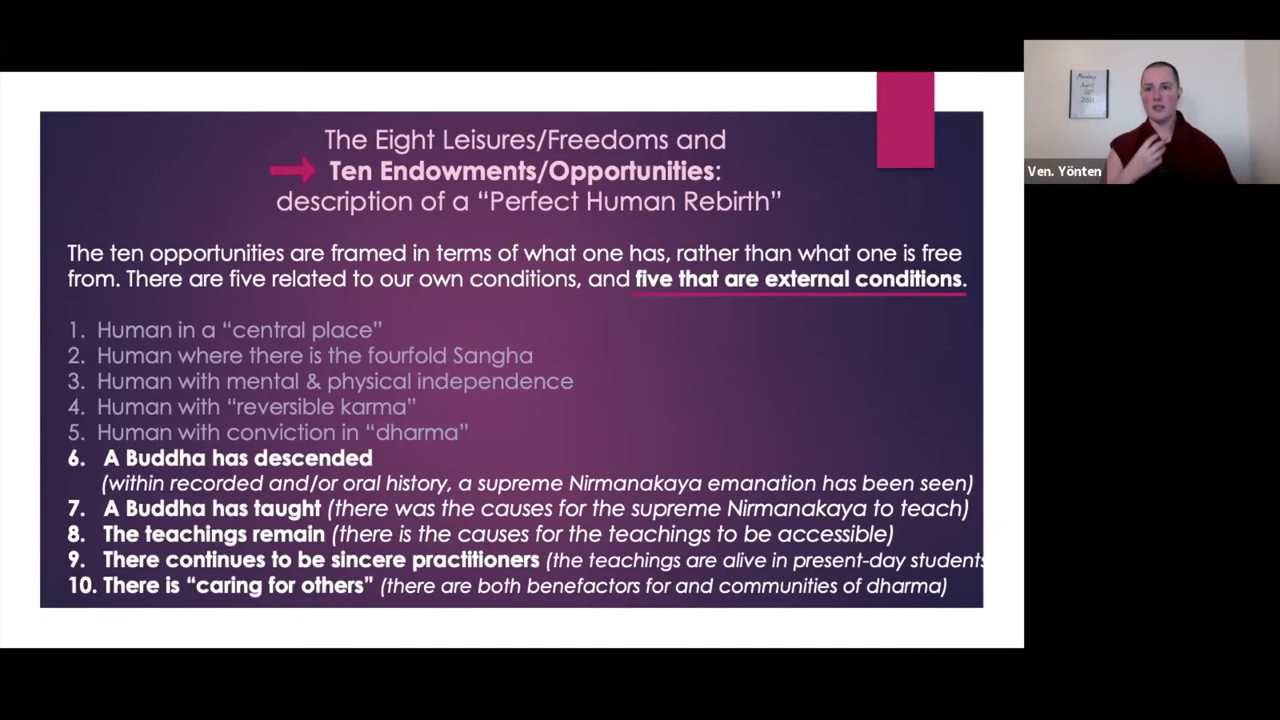 The Eight Leisures/Freedoms and
Ten Endowments/Opportunities:
description of a “Perfect Human Rebirth”
The ten opportunities are framed in terms of what one has, rather than what one is free
from. There are five related to our own conditions, and five that are external conditions.
1. Human in a “central place”
2. Human where there is the fourfold Sangha
3. Human with mental & physical independence
4. Human with “reversible karma”
5. Human with conviction in “dharma”
6. A Buddha has descended
(within recorded and/or oral history, a supreme Nirmanakaya emanation has been seen)
7. A Buddha has taught (there was the causes for the supreme Nirmanakaya to teach)
8. The teachings remain (there is the causes for the teachings to be accessible)
9. There continues to be sincere practitioners (the teachings are alive in present-day students
10. There is “caring for others” (there are both benefactors for and communities of dharma)
Monday
April
2021
Ven. Yönten